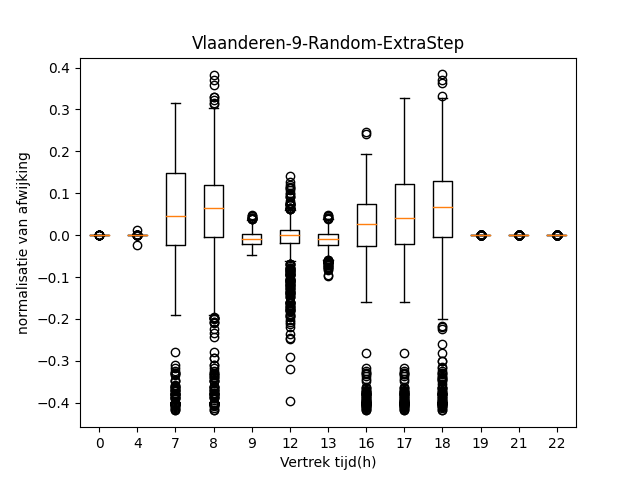 Vlaanderen-9-Random-ExtraStep
normalisatie van afwijking
0.4
0.3
0.2
0.1
0.0
−0.1
−0.2
−0.3
−0.4
0 4 7 8 9 12 13 16 17 18 19 21 22
Vertrek tijd(h)